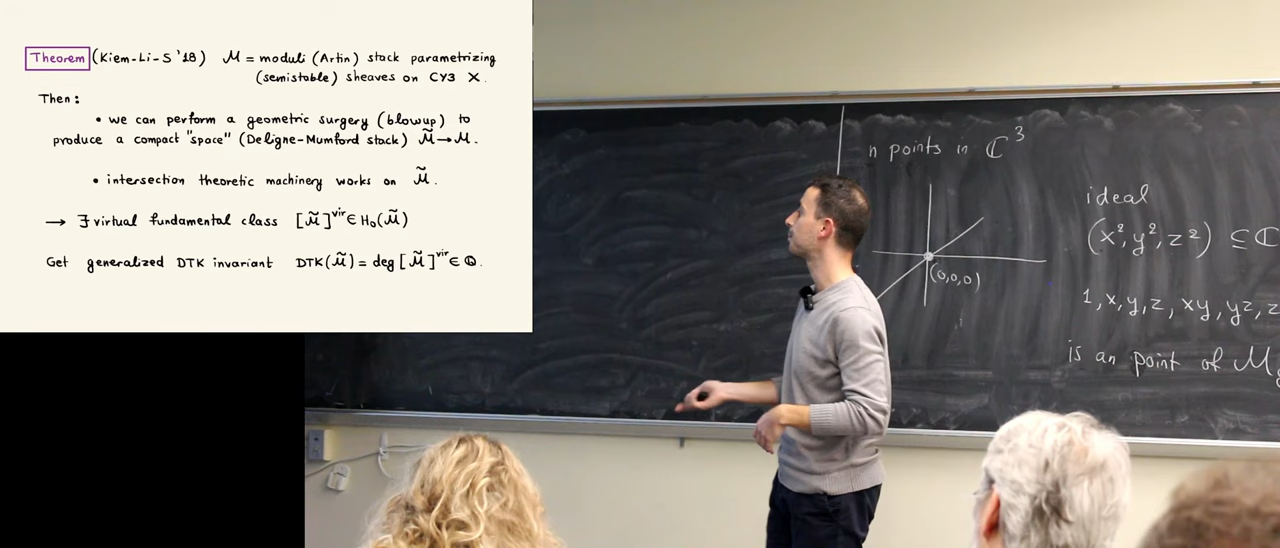 Theorem (Kiem-Li-S '18) M = moduli (Artin) stack parametrizing
(semistable) sheaves on CY3 X.
Then:
• we can perform a geometric surgery (blowup) to
produce a compact "space" (Deligne-Mumford stack) M̃ → M.
• intersection theoretic machinery works on M̃.
→ ∃ virtual fundamental class [M̃]^vir ∈ H₀(M̃)
Get generalized DTK invariant DTK(M̃) = deg [M̃]^vir ∈ ℚ.
n points in ℂ³
(0,0,0)
ideal
(x², y², z²) ⊆ ℂ
1, x, y, z, xy, yz, z
is an point of M